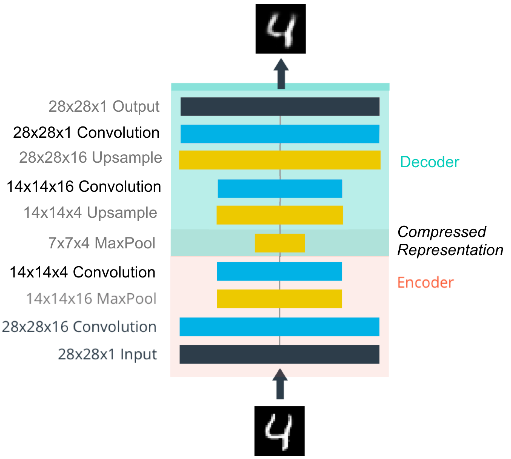 4
28x28x1 Output
28x28x1 Convolution
28x28x16 Upsample
Decoder
14x14x16 Convolution
14x14x4 Upsample
7x7x4 MaxPool
Compressed
Representation
14x14x4 Convolution
Encoder
14x14x16 MaxPool
28x28x16 Convolution
28x28x1 Input
4